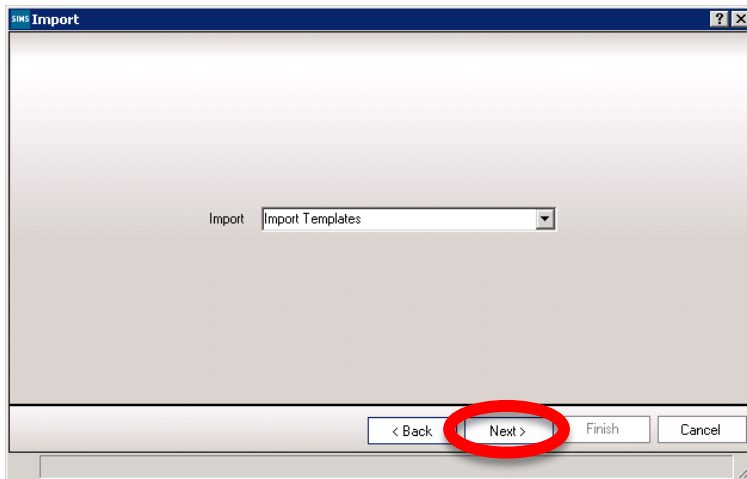 SIMS Import ? X
Import Import Templates
< Back Next > Finish Cancel